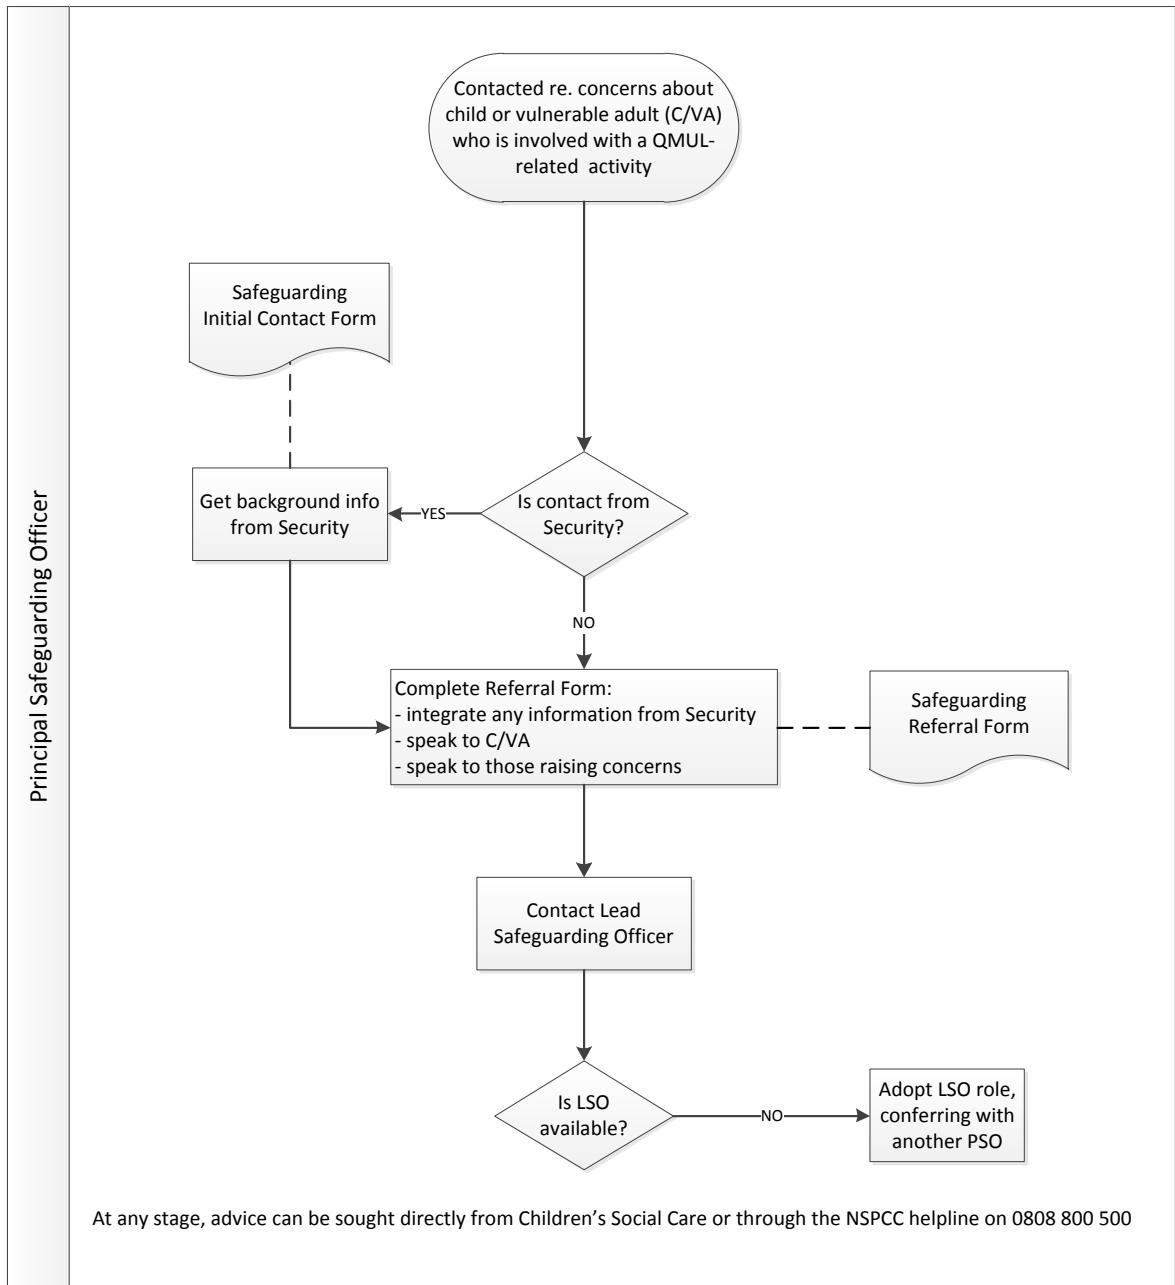 Principal Safeguarding Officer
Contacted re. concerns about
child or vulnerable adult (C/VA)
who is involved with a QMUL-
related activity
Safeguarding
Initial Contact Form
Get background info
from Security
YES
Is contact from
Security?
NO
Complete Referral Form:
- integrate any information from Security
- speak to C/VA
- speak to those raising concerns
Safeguarding
Referral Form
Contact Lead
Safeguarding Officer
Is LSO
available?
NO
Adopt LSO role,
conferring with
another PSO
At any stage, advice can be sought directly from Children’s Social Care or through the NSPCC helpline on 0808 800 500